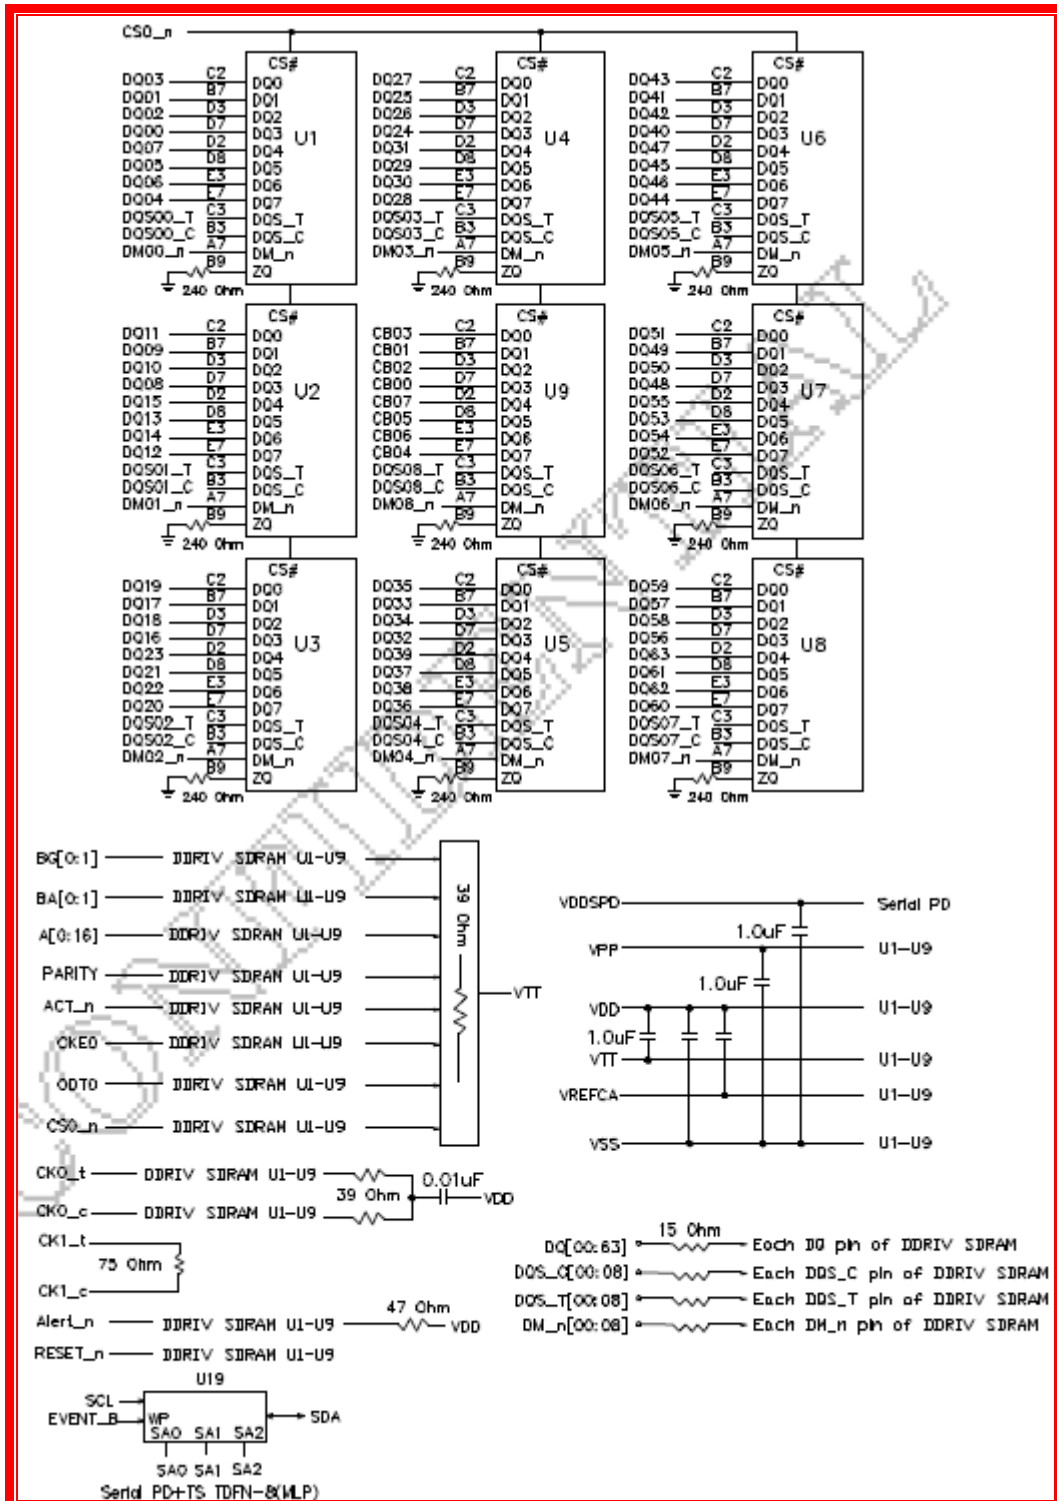 CS0_n
CS# CS# CS#
DQ03 C2 DQ0 DQ27 C2 DQ0 DQ43 C2 DQ0
DQ01 B7 DQ1 DQ25 B7 DQ1 DQ41 B7 DQ1
DQ02 D3 DQ2 DQ26 D3 DQ2 DQ42 D3 DQ2
DQ00 D7 DQ3 U1 DQ24 D7 DQ3 U4 DQ40 D7 DQ3 U6
DQ07 D2 DQ4 DQ31 D2 DQ4 DQ47 D2 DQ4
DQ05 D8 DQ5 DQ29 D8 DQ5 DQ45 D8 DQ5
DQ06 E3 DQ6 DQ30 E3 DQ6 DQ46 E3 DQ6
DQ04 E7 DQ7 DQ28 E7 DQ7 DQ44 E7 DQ7
DQS00_T C3 DQS_T DQS03_T C3 DQS_T DQS05_T C3 DQS_T
DQS00_C B3 DQS_C DQS03_C B3 DQS_C DQS05_C B3 DQS_C
DM00_n A7 DM_n DM03_n A7 DM_n DM05_n A7 DM_n
B9 ZQ B9 ZQ B9 ZQ
240 Ohm 240 Ohm 240 Ohm
CS# CS# CS#
DQ11 C2 DQ0 CB03 C2 DQ0 DQ51 C2 DQ0
DQ09 B7 DQ1 CB01 B7 DQ1 DQ49 B7 DQ1
DQ10 D3 DQ2 CB02 D3 DQ2 DQ50 D3 DQ2
DQ08 D7 DQ3 U2 CB00 D7 DQ3 U9 DQ48 D7 DQ3 U7
DQ15 D2 DQ4 CB07 D2 DQ4 DQ55 D2 DQ4
DQ13 D8 DQ5 CB05 D8 DQ5 DQ53 D8 DQ5
DQ14 E3 DQ6 CB06 E3 DQ6 DQ54 E3 DQ6
DQ12 E7 DQ7 CB04 E7 DQ7 DQ52 E7 DQ7
DQS01_T C3 DQS_T DQS08_T C3 DQS_T DQS06_T C3 DQS_T
DQS01_C B3 DQS_C DQS08_C B3 DQS_C DQS06_C B3 DQS_C
DM01_n A7 DM_n DM08_n A7 DM_n DM06_n A7 DM_n
B9 ZQ B9 ZQ B9 ZQ
240 Ohm 240 Ohm 240 Ohm
CS# CS# CS#
DQ19 C2 DQ0 DQ35 C2 DQ0 DQ59 C2 DQ0
DQ17 B7 DQ1 DQ33 B7 DQ1 DQ57 B7 DQ1
DQ18 D3 DQ2 DQ34 D3 DQ2 DQ58 D3 DQ2
DQ16 D7 DQ3 U3 DQ32 D7 DQ3 U5 DQ56 D7 DQ3 U8
DQ23 D2 DQ4 DQ39 D2 DQ4 DQ63 D2 DQ4
DQ21 D8 DQ5 DQ37 D8 DQ5 DQ61 D8 DQ5
DQ22 E3 DQ6 DQ38 E3 DQ6 DQ62 E3 DQ6
DQ20 E7 DQ7 DQ36 E7 DQ7 DQ60 E7 DQ7
DQS02_T C3 DQS_T DQS04_T C3 DQS_T DQS07_T C3 DQS_T
DQS02_C B3 DQS_C DQS04_C B3 DQS_C DQS07_C B3 DQS_C
DM02_n A7 DM_n DM04_n A7 DM_n DM07_n A7 DM_n
B9 ZQ B9 ZQ B9 ZQ
240 Ohm 240 Ohm 240 Ohm
BG[0:1] DDRIV SDRAM U1-U9
BA[0:1] DDRIV SDRAM U1-U9
A[0:16] DDRIV SDRAM U1-U9
PARITY DDRIV SDRAM U1-U9
ACT_n DDRIV SDRAM U1-U9
CKE0 DDRIV SDRAM U1-U9
ODT0 DDRIV SDRAM U1-U9
CS0_n DDRIV SDRAM U1-U9
39 Ohm
VTT
CK0_t DDRIV SDRAM U1-U9
39 Ohm 0.01uF VDD
CK0_c DDRIV SDRAM U1-U9
CK1_t
75 Ohm
CK1_c
Alert_n DDRIV SDRAM U1-U9 47 Ohm VDD
RESET_n DDRIV SDRAM U1-U9
U19
SCL
EVENT_B WP SDA
SA0 SA1 SA2
SA0 SA1 SA2
Serial PD+TS TDFN-8(MLP)
VDDSPD Serial PD
1.0uF
VPP U1-U9
1.0uF
VDD U1-U9
1.0uF
VTT U1-U9
VREFCA U1-U9
VSS U1-U9
15 Ohm
DQ[00:63] Each DQ pin of DDRIV SDRAM
DQS_C[00:08] Each DQS_C pin of DDRIV SDRAM
DQS_T[00:08] Each DQS_T pin of DDRIV SDRAM
DM_n[00:08] Each DM_n pin of DDRIV SDRAM
CONFIDENTIAL